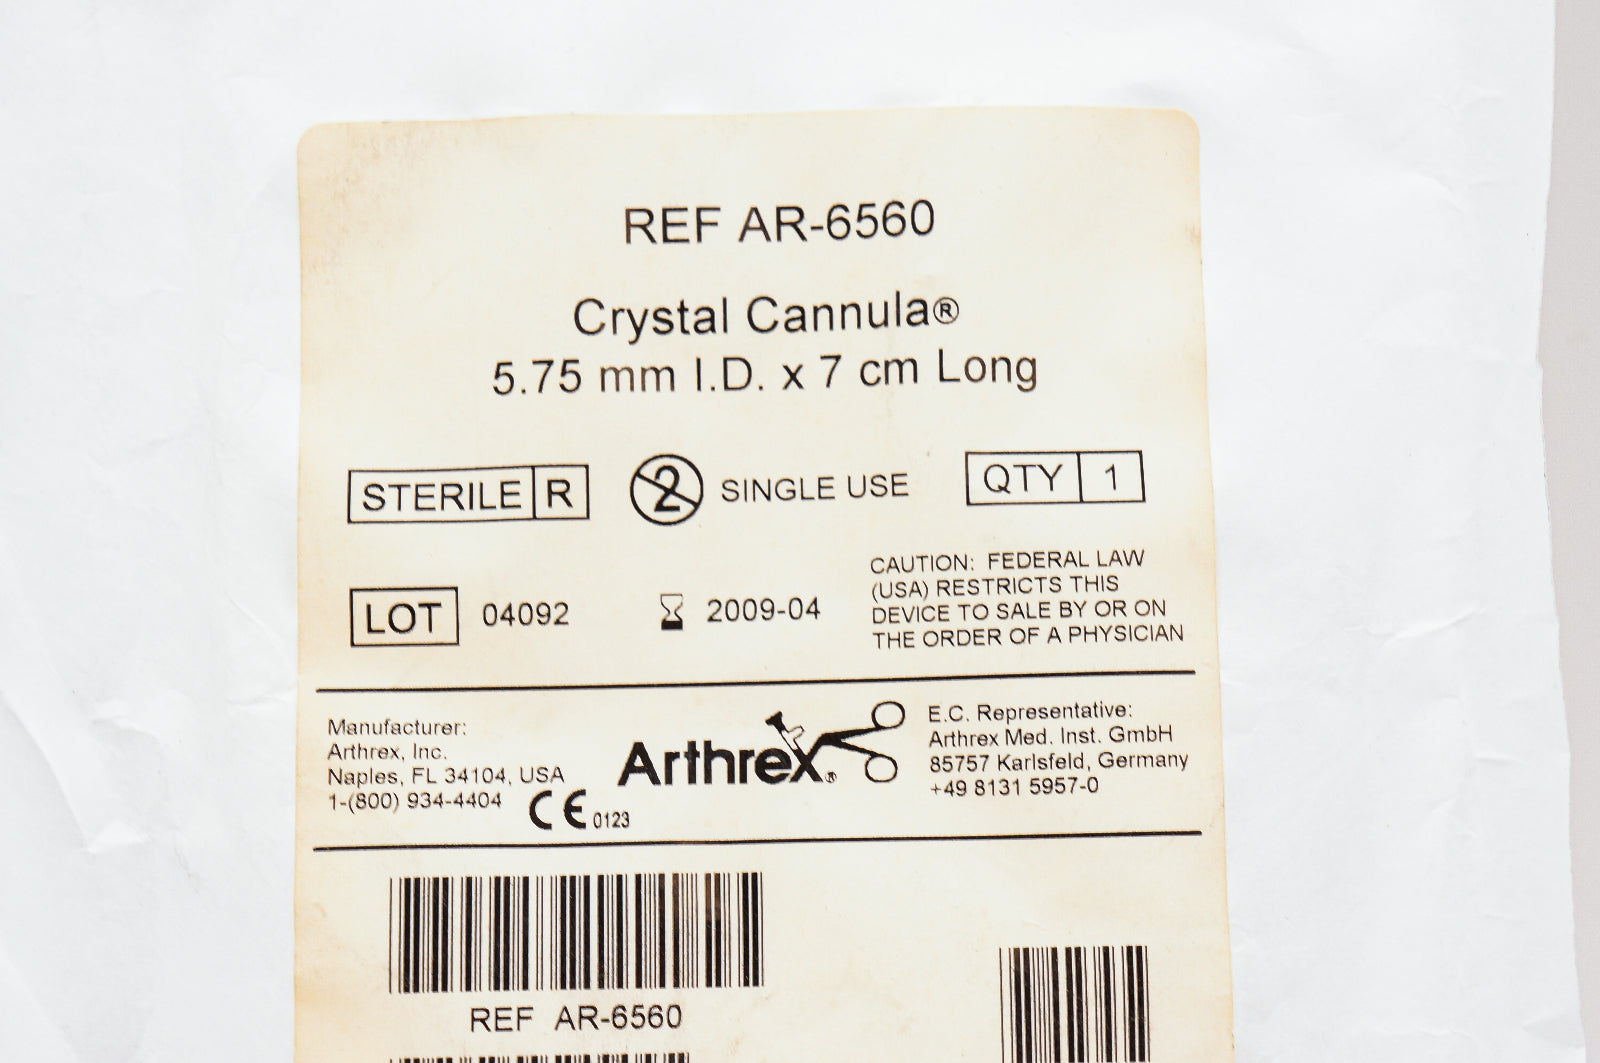 REF AR-6560
Crystal Cannula®
5.75 mm I.D. x 7 cm Long
STERILE R
2 SINGLE USE
QTY 1
LOT 04092
2009-04
CAUTION: FEDERAL LAW
(USA) RESTRICTS THIS
DEVICE TO SALE BY OR ON
THE ORDER OF A PHYSICIAN
Manufacturer:
Arthrex, Inc.
Naples, FL 34104, USA
1-(800) 934-4404
CE 0123
Arthrex®
E.C. Representative:
Arthrex Med. Inst. GmbH
85757 Karlsfeld, Germany
+49 8131 5957-0
REF AR-6560